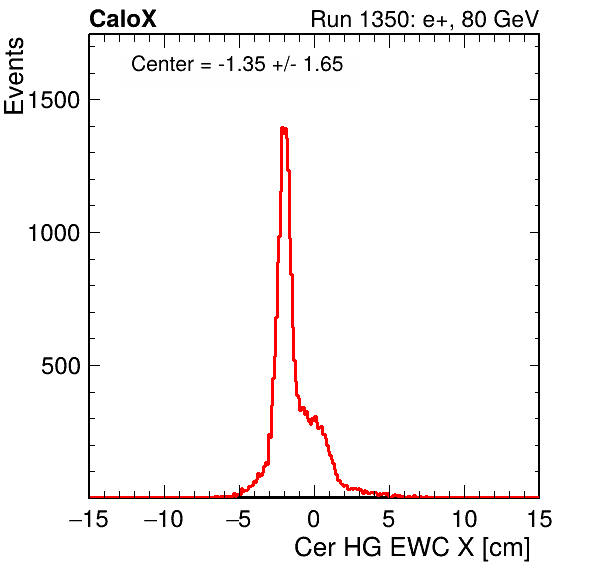 CaloX Run 1350: e+, 80 GeV
Center = -1.35 +/- 1.65
Events
1500
1000
500
−15 −10 −5 0 5 10 15
Cer HG EWC X [cm]